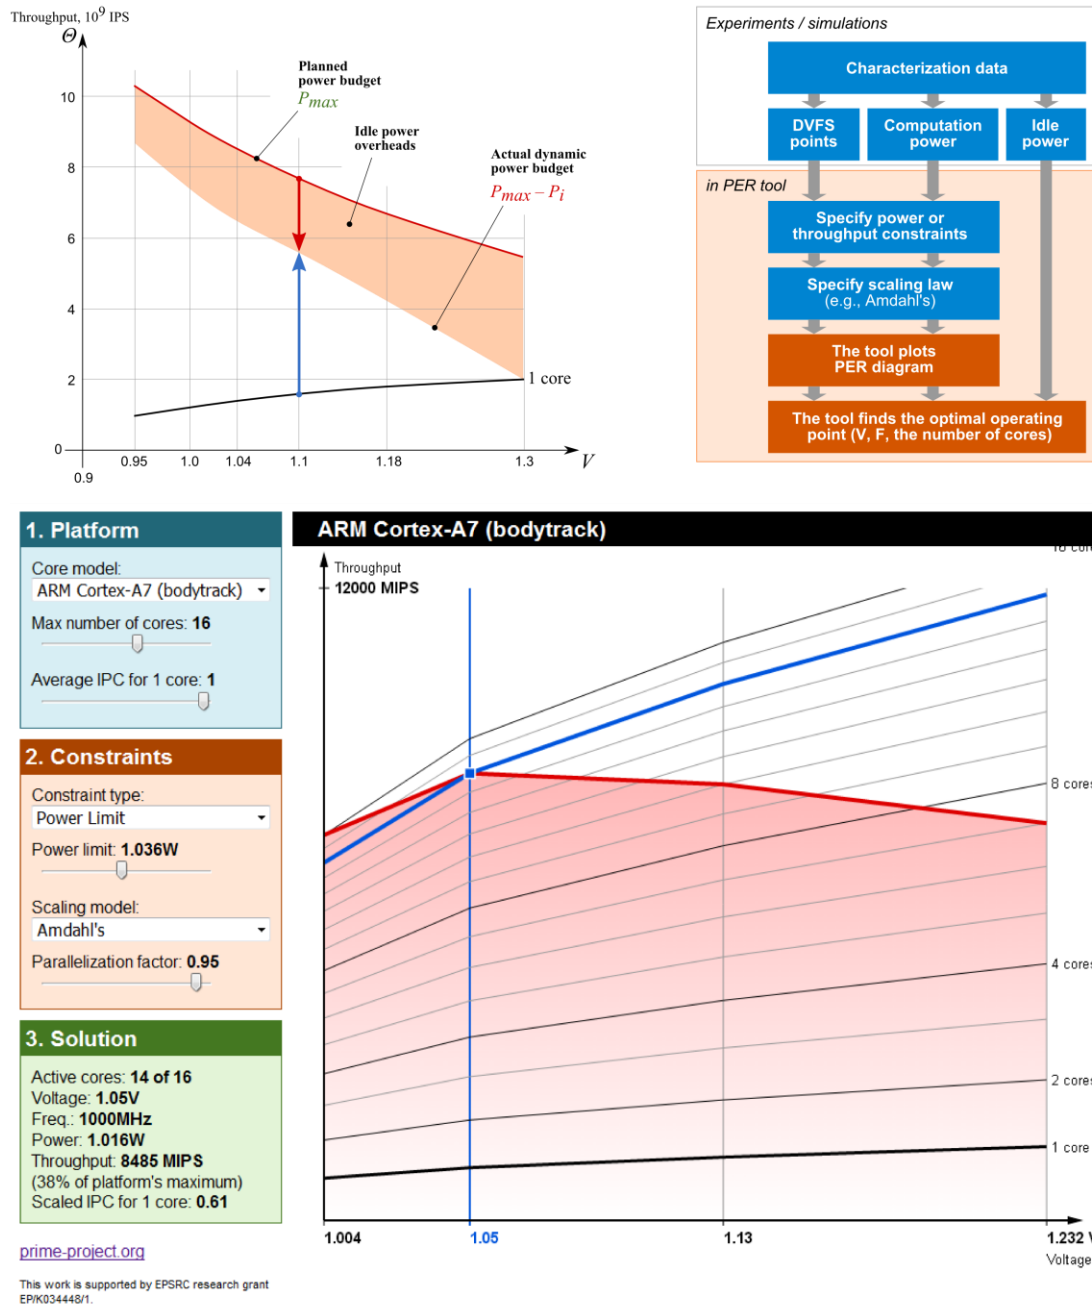 Throughput, 10⁹ IPS
Θ
Planned
power budget
Pmax
Idle power
overheads
Actual dynamic
power budget
Pmax – Pi
10
8
6
4
2
0
1 core
0.9
0.95
1.0
1.04
1.1
1.18
1.3
V
Experiments / simulations
Characterization data
DVFS
points
Computation
power
Idle
power
in PER tool
Specify power or
throughput constraints
Specify scaling law
(e.g., Amdahl's)
The tool plots
PER diagram
The tool finds the optimal operating
point (V, F, the number of cores)
1. Platform
Core model:
ARM Cortex-A7 (bodytrack)
Max number of cores: 16
Average IPC for 1 core: 1
2. Constraints
Constraint type:
Power Limit
Power limit: 1.036W
Scaling model:
Amdahl's
Parallelization factor: 0.95
3. Solution
Active cores: 14 of 16
Voltage: 1.05V
Freq.: 1000MHz
Power: 1.016W
Throughput: 8485 MIPS
(38% of platform's maximum)
Scaled IPC for 1 core: 0.61
prime-project.org
This work is supported by EPSRC research grant
EP/K034448/1.
ARM Cortex-A7 (bodytrack)
Throughput
12000 MIPS
16 cores
8 cores
4 cores
2 cores
1 core
1.004
1.05
1.13
1.232 V
Voltage